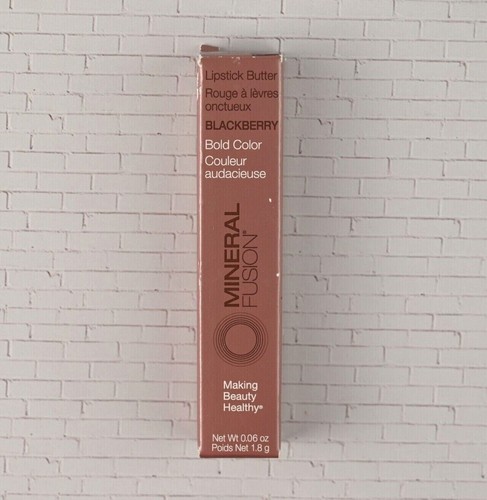 Lipstick Butter
Rouge à lèvres
onctueux
BLACKBERRY
Bold Color
Couleur
audacieuse
MINERAL
FUSION®
Making
Beauty
Healthy®
Net Wt 0.06 oz
Poids Net 1.8 g